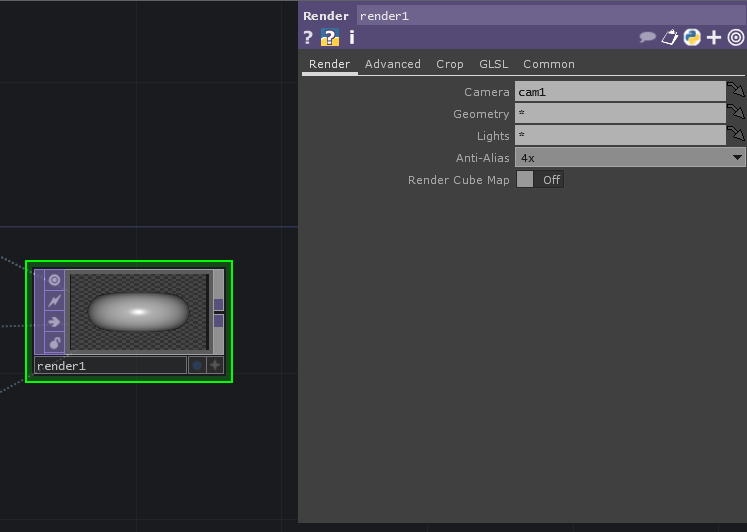 Render render1
? ? i
Render Advanced Crop GLSL Common
Camera cam1
Geometry *
Lights *
Anti-Alias 4x
Render Cube Map Off
render1